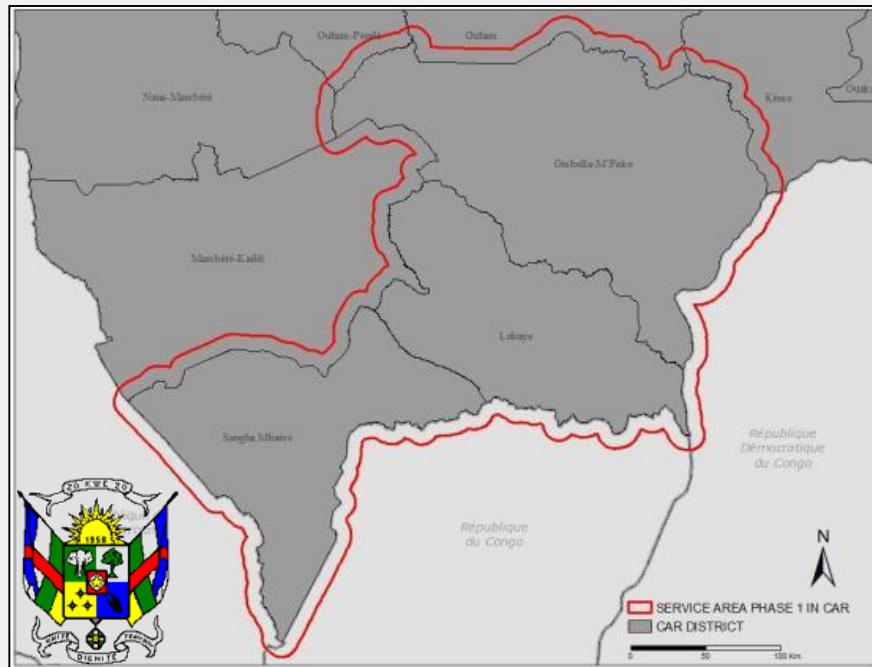 Ouham-Pendé
Ouham
Nana-Mambéré
Kémo
Ombella-M'Poko
Mambéré-Kadéï
Lobaye
Sangha Mbaéré
République
Démocratique
du Congo
République
du Congo
N
SERVICE AREA PHASE 1 IN CAR
CAR DISTRICT
0 50 100 Km
ZO KWE ZO
1958
UNITÉ
DIGNITÉ
TRAVAIL